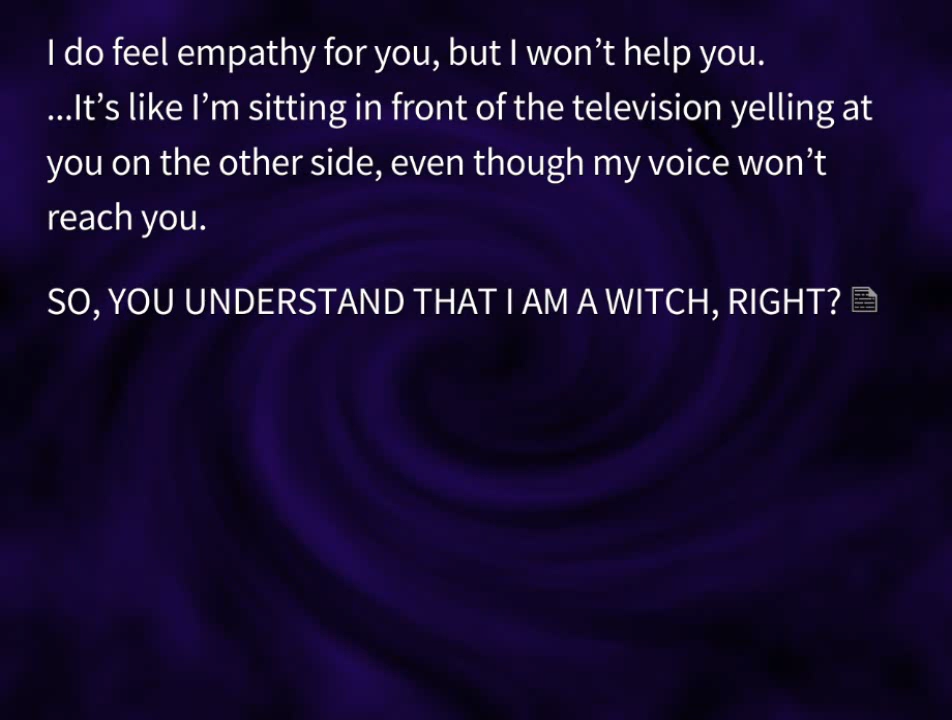 I do feel empathy for you, but I won’t help you.
...It’s like I’m sitting in front of the television yelling at
you on the other side, even though my voice won’t
reach you.
SO, YOU UNDERSTAND THAT I AM A WITCH, RIGHT?